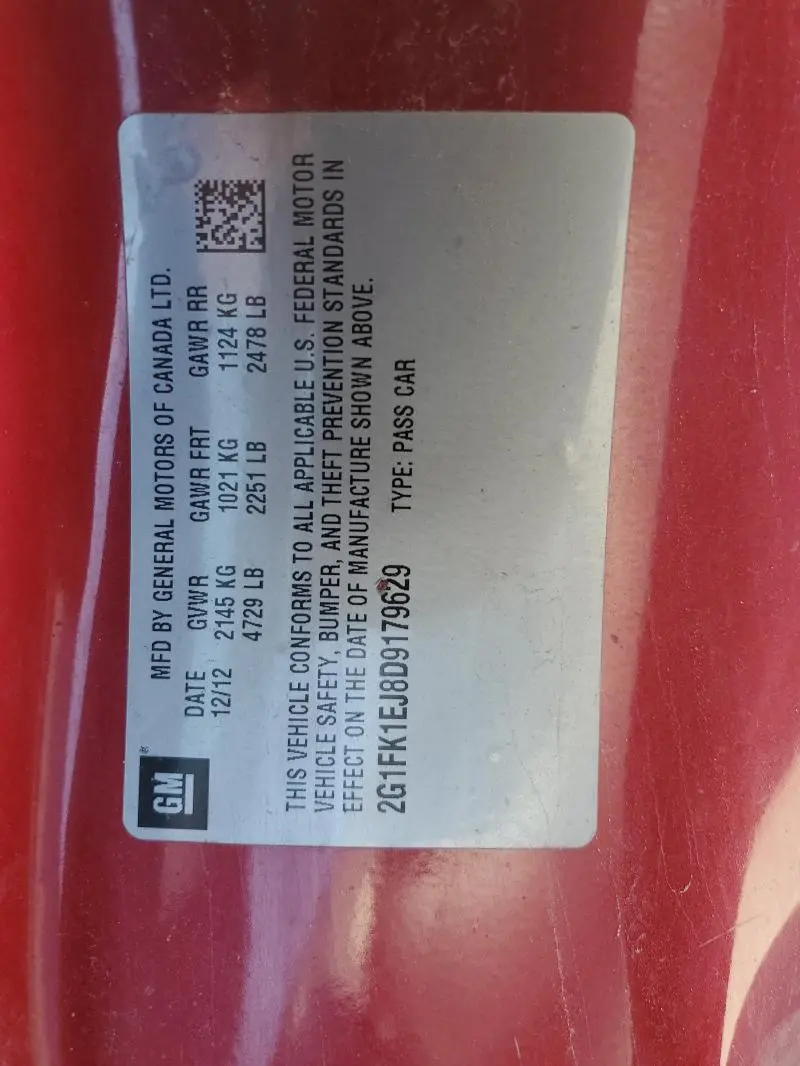 GM®
MFD BY GENERAL MOTORS OF CANADA LTD.
DATE GVWR GAWR FRT GAWR RR
12/12 2145 KG 1021 KG 1124 KG
4729 LB 2251 LB 2478 LB
THIS VEHICLE CONFORMS TO ALL APPLICABLE U.S. FEDERAL MOTOR
VEHICLE SAFETY, BUMPER, AND THEFT PREVENTION STANDARDS IN
EFFECT ON THE DATE OF MANUFACTURE SHOWN ABOVE.
2G1FK1EJ8D9179629 TYPE: PASS CAR